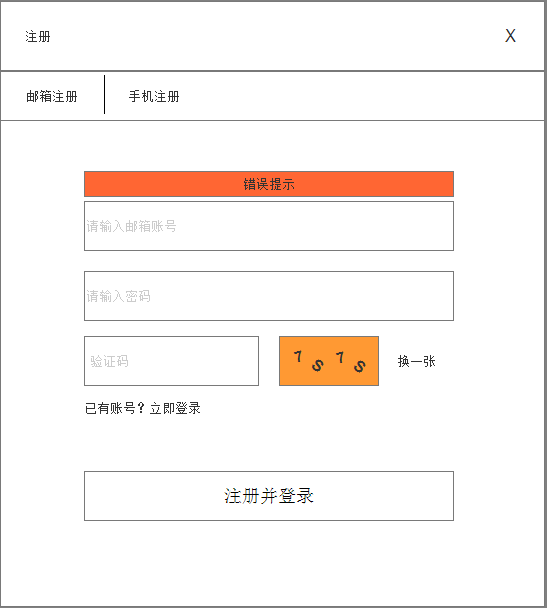 注册 X
邮箱注册 手机注册
错误提示
请输入邮箱账号
请输入密码
验证码 7S7S 换一张
已有账号？立即登录
注册并登录